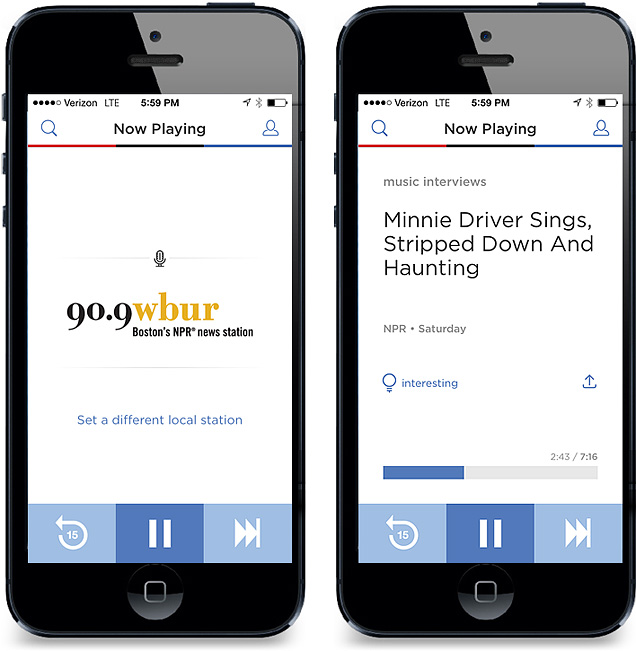 Verizon LTE 5:59 PM
Now Playing
90.9wbur
Boston's NPR® news station
Set a different local station
15
Verizon LTE 5:59 PM
Now Playing
music interviews
Minnie Driver Sings,
Stripped Down And
Haunting
NPR • Saturday
interesting
2:43 / 7:16
15